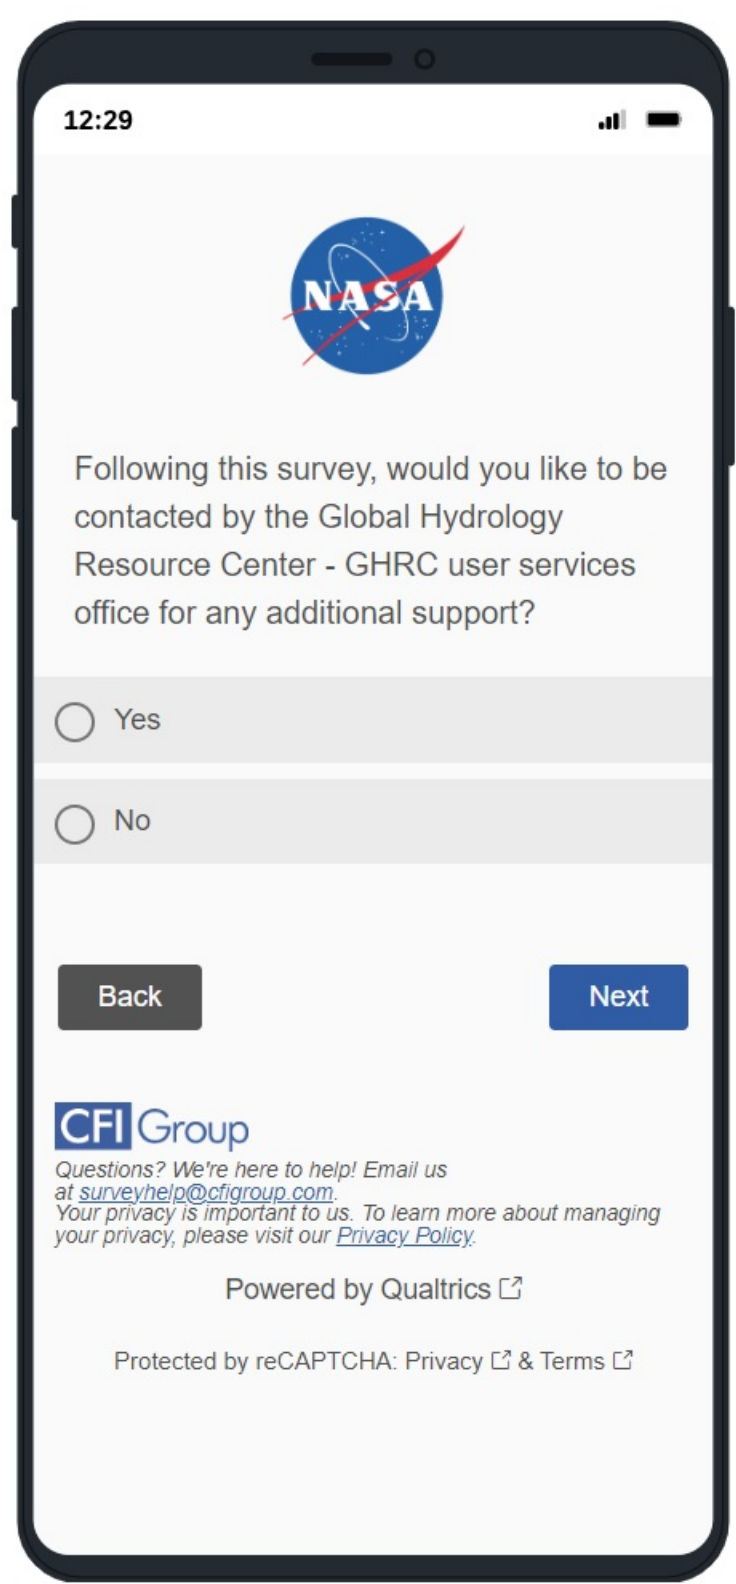 12:29
NASA
Following this survey, would you like to be
contacted by the Global Hydrology
Resource Center - GHRC user services
office for any additional support?
Yes
No
Back
Next
CFI Group
Questions? We're here to help! Email us
at surveyhelp@cfigroup.com.
Your privacy is important to us. To learn more about managing
your privacy, please visit our Privacy Policy.
Powered by Qualtrics
Protected by reCAPTCHA: Privacy & Terms